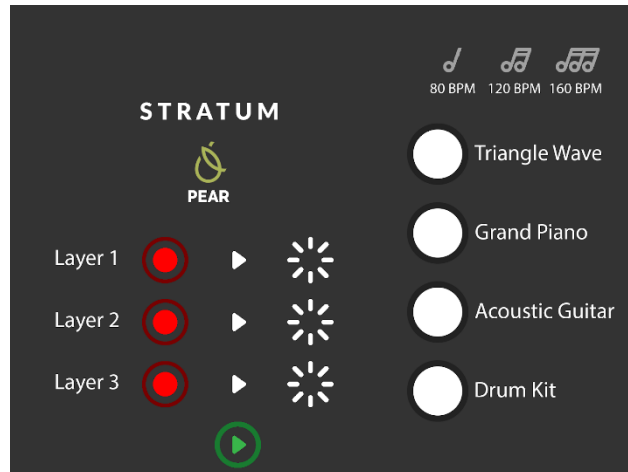 80 BPM 120 BPM 160 BPM
STRATUM
PEAR
Layer 1
Layer 2
Layer 3
Triangle Wave
Grand Piano
Acoustic Guitar
Drum Kit